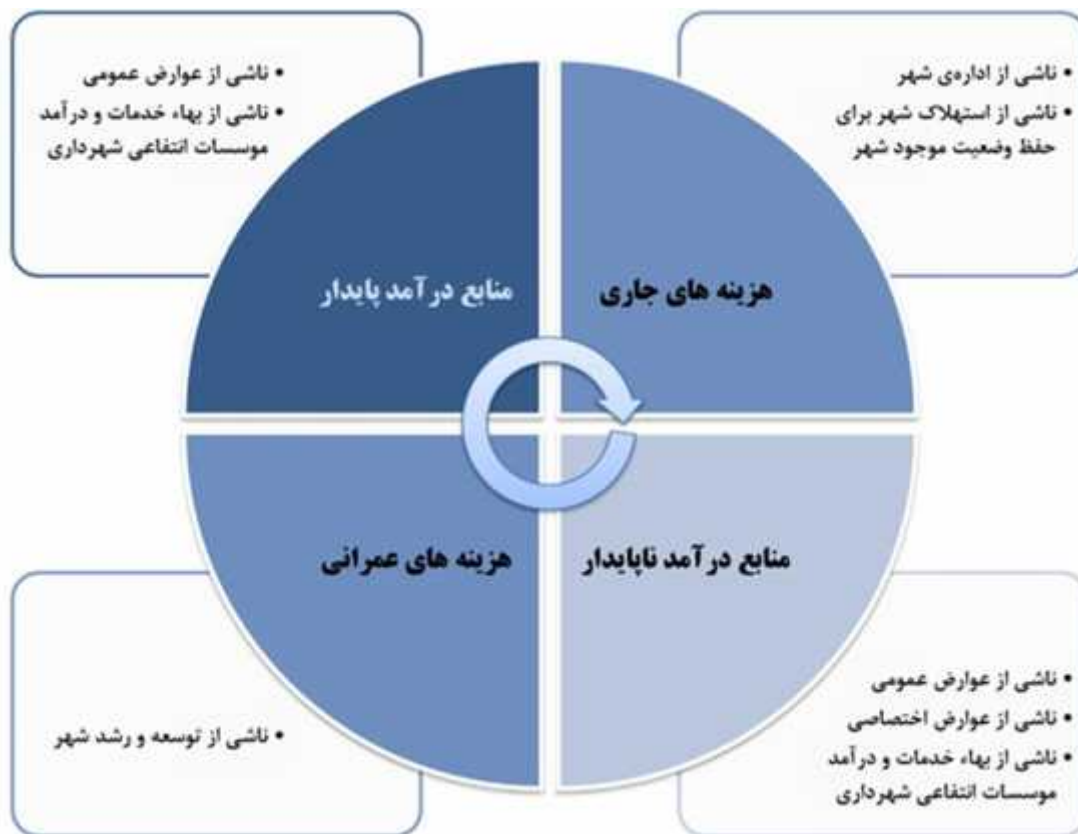 • ناشی از اداره‌ی شهر
• ناشی از استهلاک شهر برای
حفظ وضعیت موجود شهر
• ناشی از عوارض عمومی
• ناشی از بهاء خدمات و درآمد
موسسات انتفاعی شهرداری
هزینه های جاری
منابع درآمد پایدار
منابع درآمد ناپایدار
هزینه های عمرانی
• ناشی از عوارض عمومی
• ناشی از عوارض اختصاصی
• ناشی از بهاء خدمات و درآمد
موسسات انتفاعی شهرداری
• ناشی از توسعه و رشد شهر